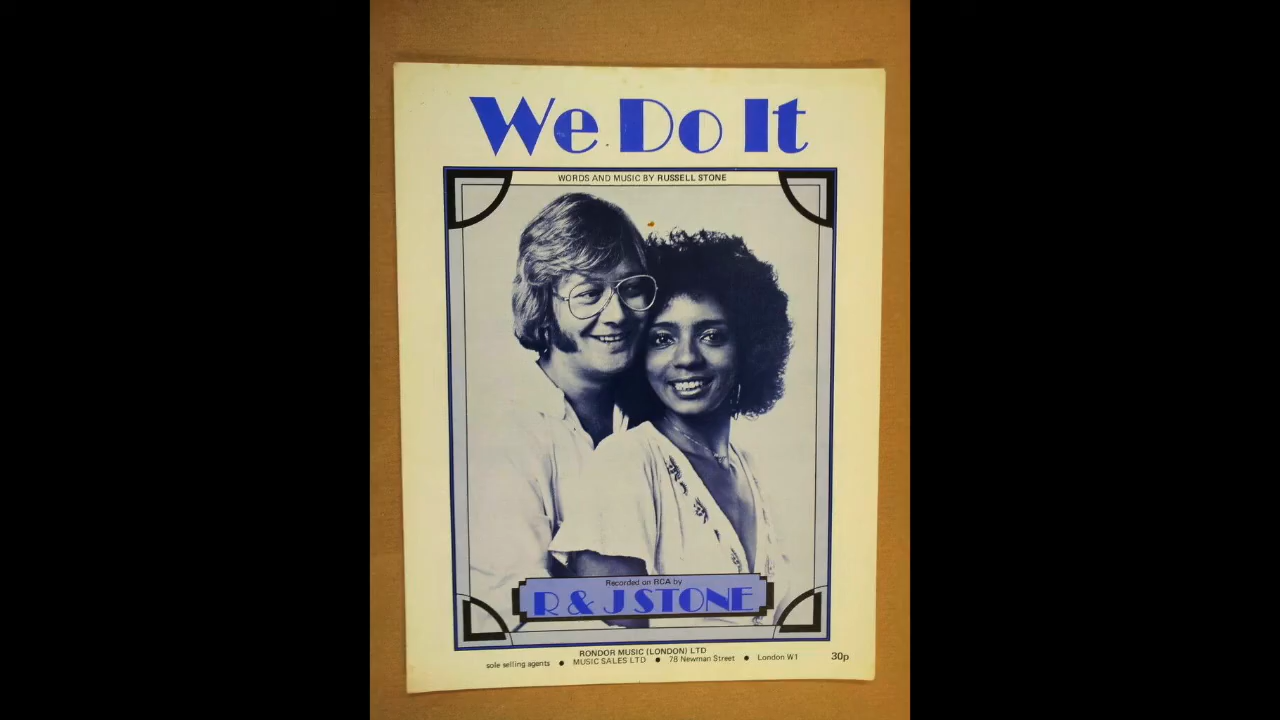 We Do It
WORDS AND MUSIC BY RUSSELL STONE
Recorded on RCA by
R & J STONE
RONDOR MUSIC (LONDON) LTD
sole selling agents ● MUSIC SALES LTD ● 78 Newman Street ● London W1
30p